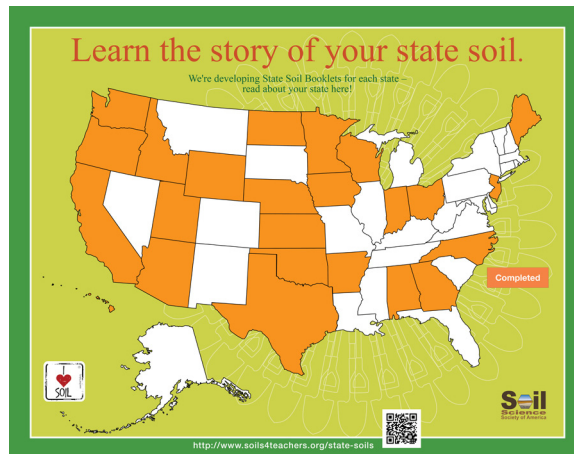 Learn the story of your state soil.
We're developing State Soil Booklets for each state –
read about your state here!
Completed
I
SOIL
Soil
Science
Society of America
http://www.soils4teachers.org/state-soils